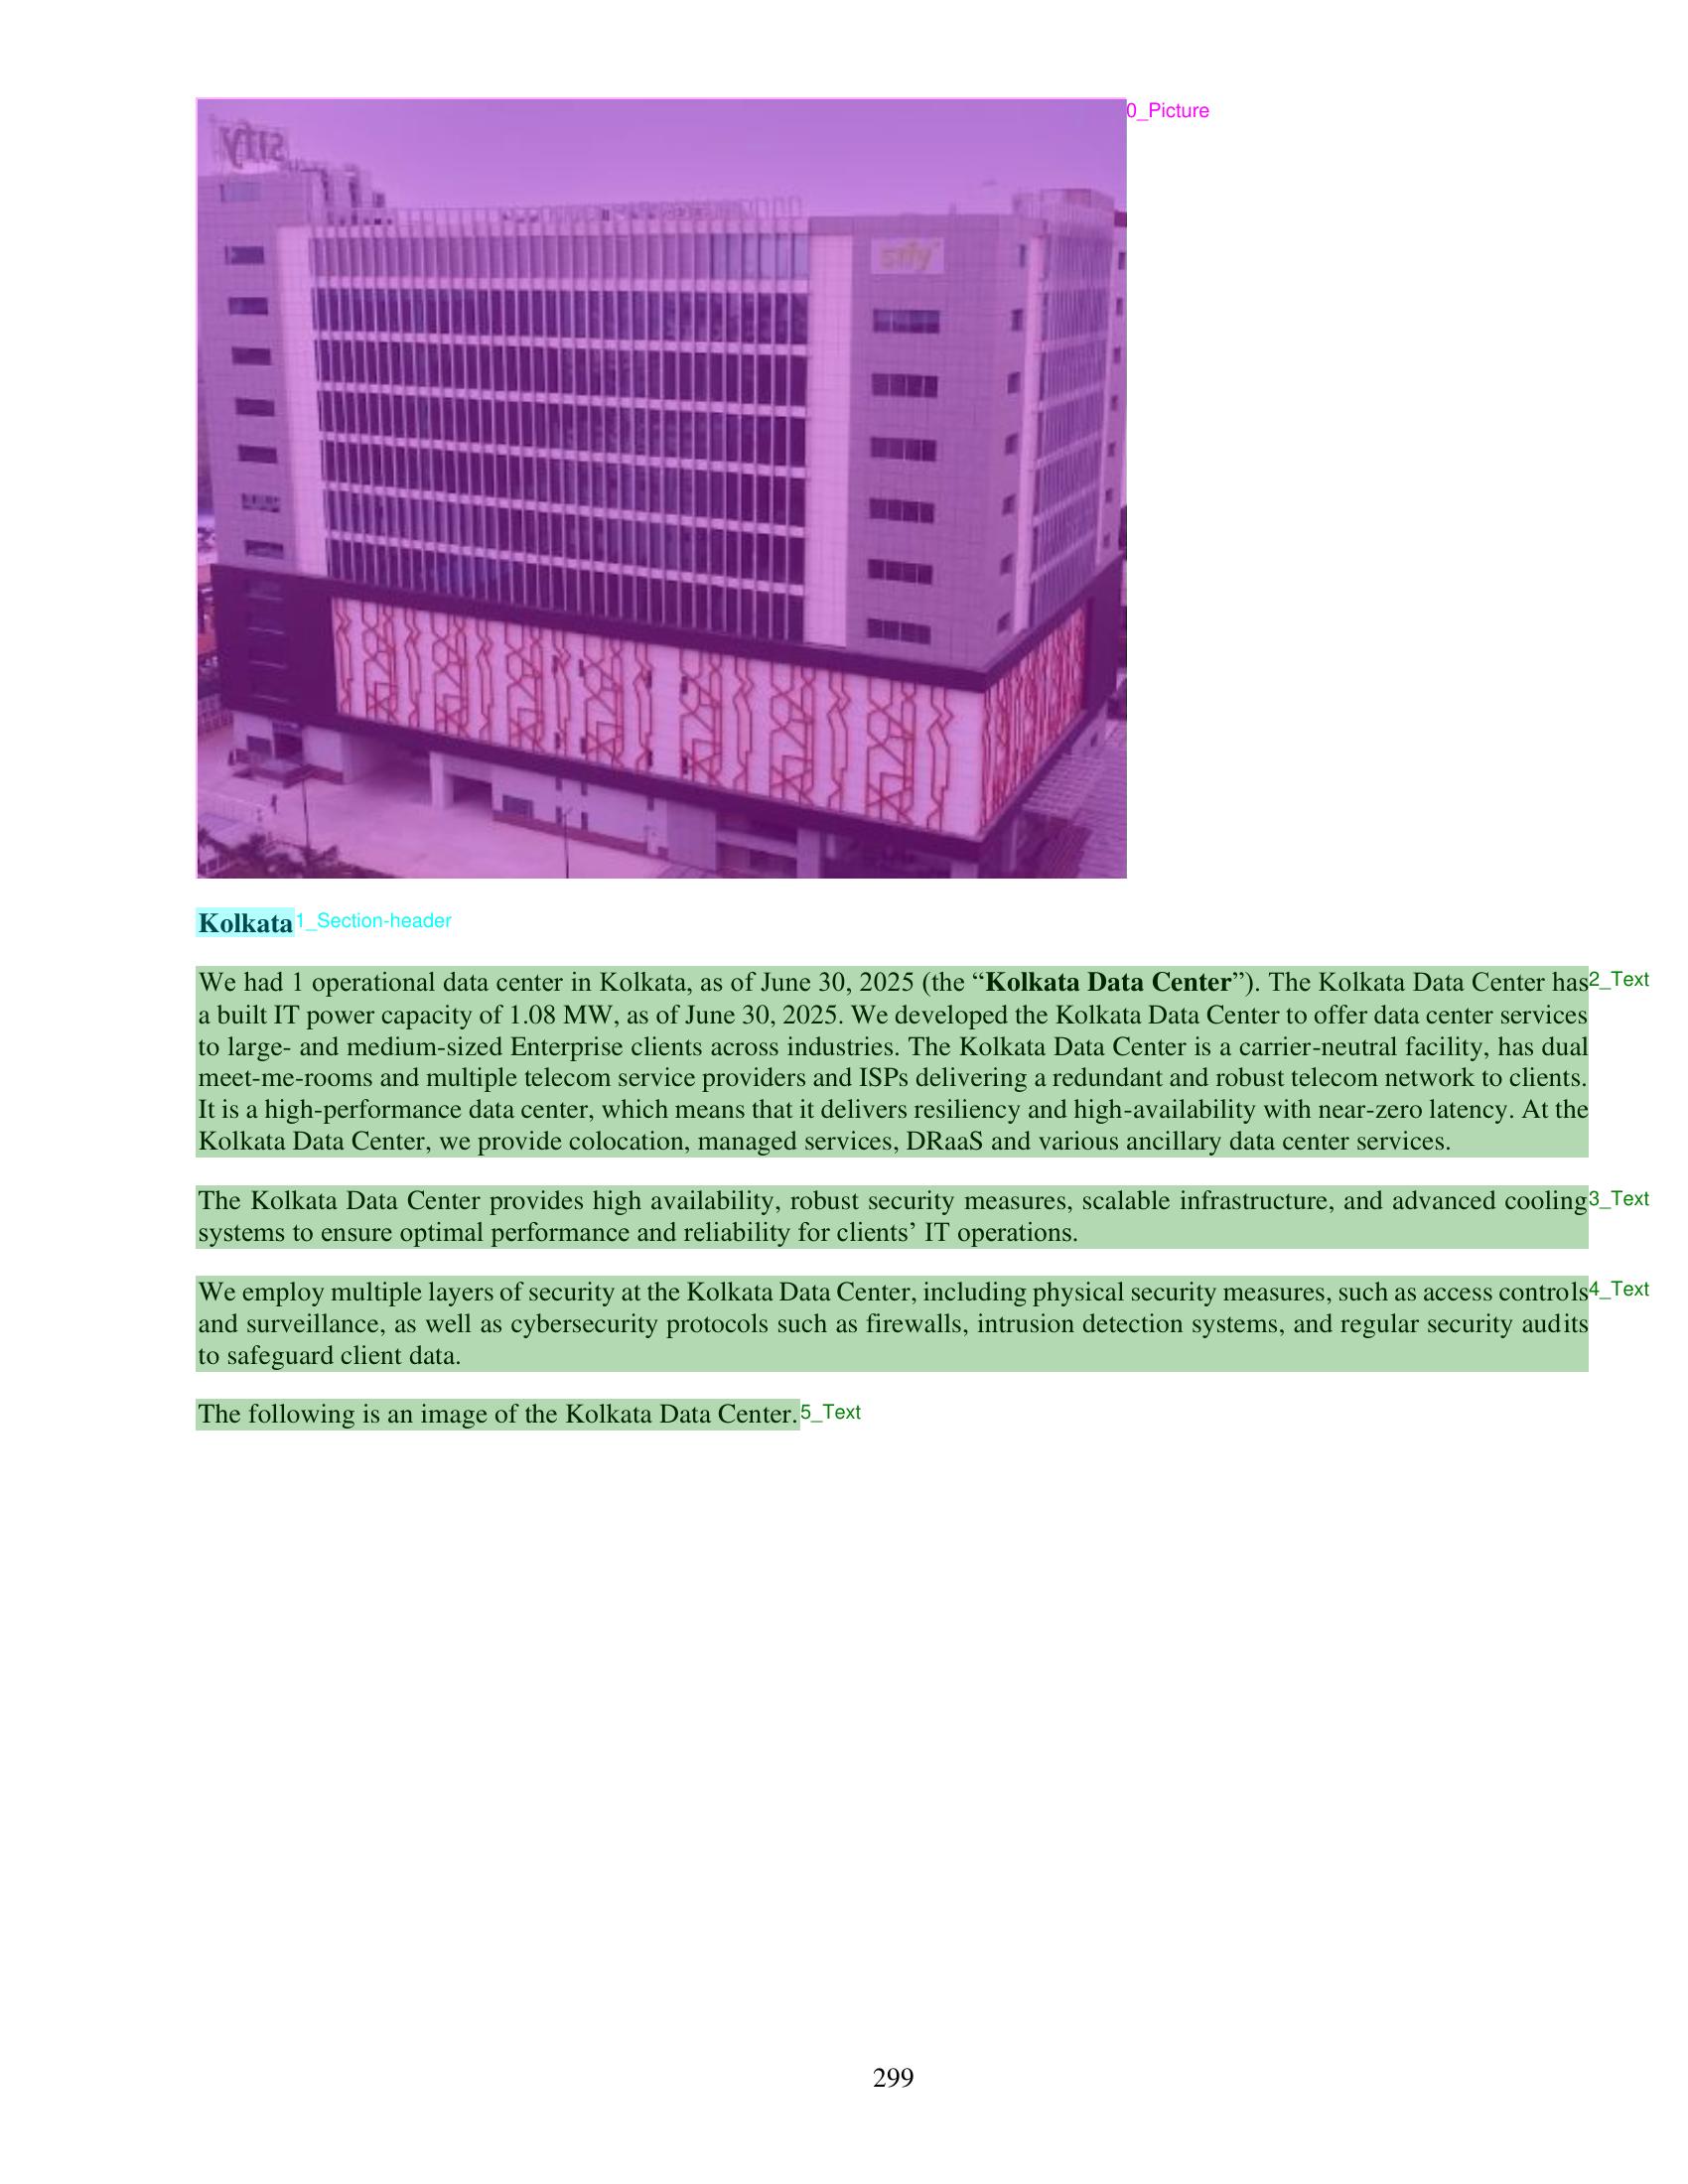 0_Picture
sify
sify
Kolkata 1_Section-header
We had 1 operational data center in Kolkata, as of June 30, 2025 (the “Kolkata Data Center”). The Kolkata Data Center has 2_Text
a built IT power capacity of 1.08 MW, as of June 30, 2025. We developed the Kolkata Data Center to offer data center services
to large- and medium-sized Enterprise clients across industries. The Kolkata Data Center is a carrier-neutral facility, has dual
meet-me-rooms and multiple telecom service providers and ISPs delivering a redundant and robust telecom network to clients.
It is a high-performance data center, which means that it delivers resiliency and high-availability with near-zero latency. At the
Kolkata Data Center, we provide colocation, managed services, DRaaS and various ancillary data center services.
The Kolkata Data Center provides high availability, robust security measures, scalable infrastructure, and advanced cooling 3_Text
systems to ensure optimal performance and reliability for clients’ IT operations.
We employ multiple layers of security at the Kolkata Data Center, including physical security measures, such as access controls 4_Text
and surveillance, as well as cybersecurity protocols such as firewalls, intrusion detection systems, and regular security audits
to safeguard client data.
The following is an image of the Kolkata Data Center. 5_Text
299